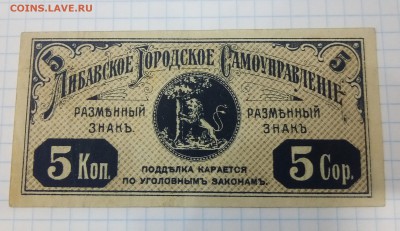 COINS.LAVE.RU
5 5
Либавское Городское Самоуправленіе
РАЗМѢННЫЙ ЗНАКЪ. РАЗМѢННЫЙ ЗНАКЪ.
5 Коп. 5 Cop.
ПОДДѢЛКА КАРАЕТСЯ
ПО УГОЛОВНЫМЪ ЗАКОНАМЪ.